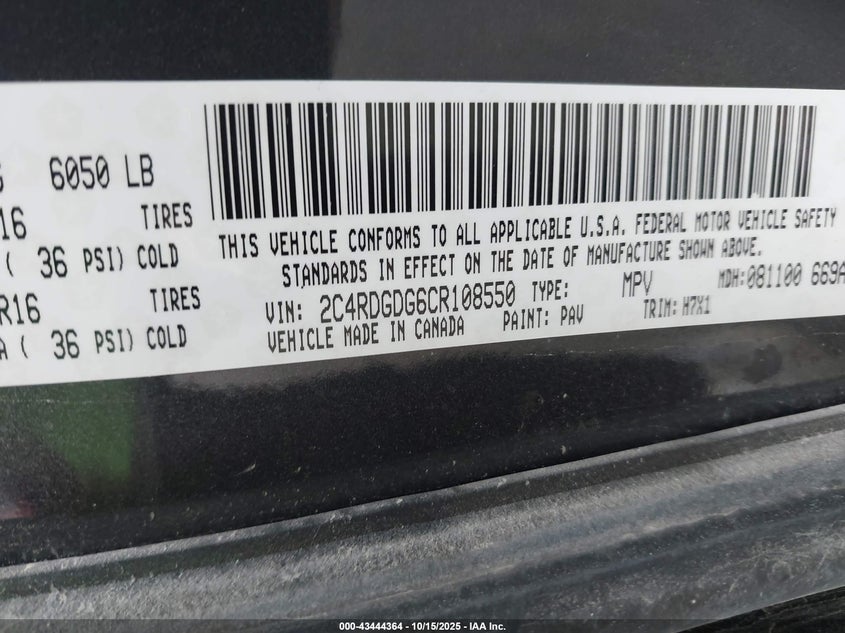 G 6050 LB
16 TIRES
( 36 PSI) COLD
R16 TIRES
A ( 36 PSI) COLD
THIS VEHICLE CONFORMS TO ALL APPLICABLE U.S.A. FEDERAL MOTOR VEHICLE SAFETY
STANDARDS IN EFFECT ON THE DATE OF MANUFACTURE SHOWN ABOVE.
VIN: 2C4RDGDG6CR108550 TYPE: MPV MDH:081100 669A
VEHICLE MADE IN CANADA PAINT: PAV TRIM: H7X1
000-43444364 - 10/15/2025 - IAA Inc.